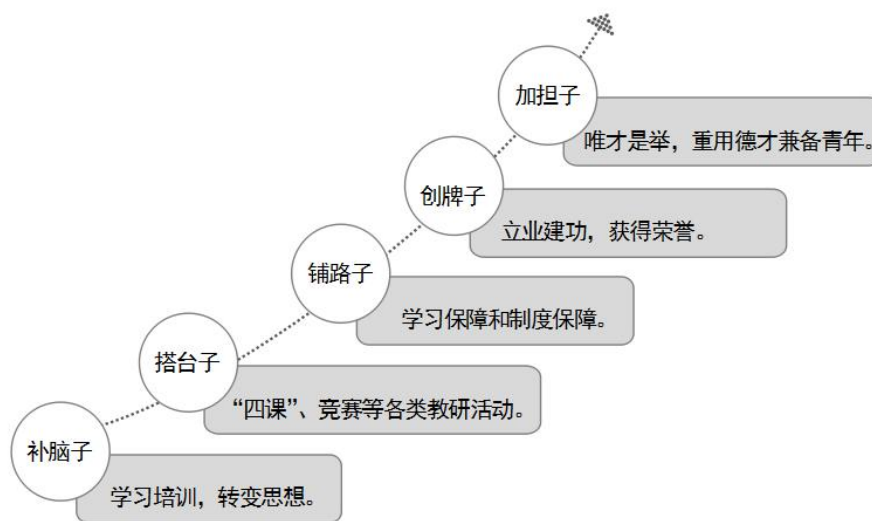 加担子
唯才是举，重用德才兼备青年。
创牌子
立业建功，获得荣誉。
铺路子
学习保障和制度保障。
搭台子
“四课”、竞赛等各类教研活动。
补脑子
学习培训，转变思想。